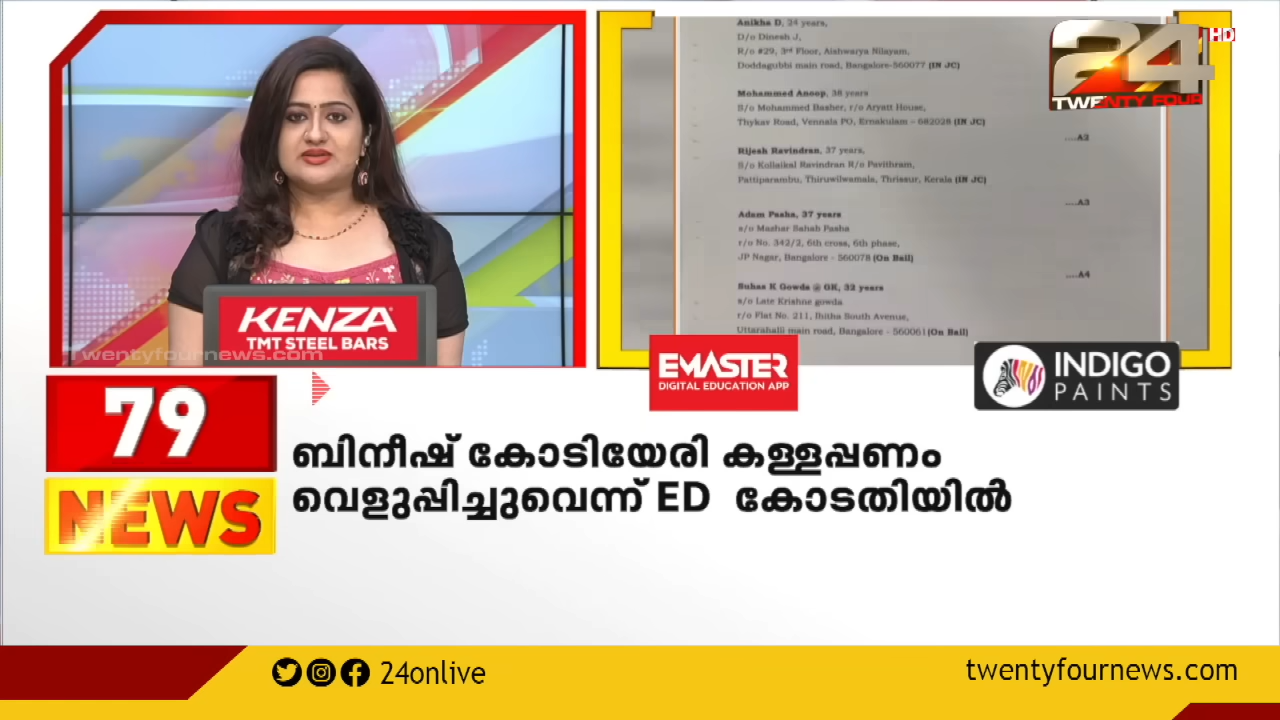 Anikha D, 24 years,
D/o Dinesh J,
R/o #29, 3rd Floor, Aishwarya Nilayam,
Doddagubbi main road, Bangalore-560077 (IN JC)
Mohammed Anoop, 38 years
S/o Mohammed Basher, r/o Aryatt House,
Thykav Road, Vennala PO, Ernakulam – 682028 (IN JC)
....A2
Rijesh Ravindran, 37 years,
S/o Kollaikal Ravindran R/o Pavithram,
Pattiparambu, Thiruwilwamala, Thrissur, Kerala (IN JC)
....A3
Adam Pasha, 37 years
s/o Mazhar Sahab Pasha
r/o No. 342/2, 6th cross, 6th phase,
JP Nagar, Bangalore - 560078 (On Bail)
....A4
Suhas K Gowda @ GK, 32 years
s/o Late Krishne gowda
r/o Flat No. 211, Ihitha South Avenue,
Uttarahalli main road, Bangalore - 560061(On Bail)
24 HD
TWENTY FOUR
KENZA
TMT STEEL BARS
Twentyfournews.com
EMASTER
DIGITAL EDUCATION APP
INDIGO
PAINTS
79
NEWS
ബിനീഷ് കോടിയേരി കള്ളപ്പണം
വെളുപ്പിച്ചുവെന്ന് ED കോടതിയിൽ
24onlive
twentyfournews.com